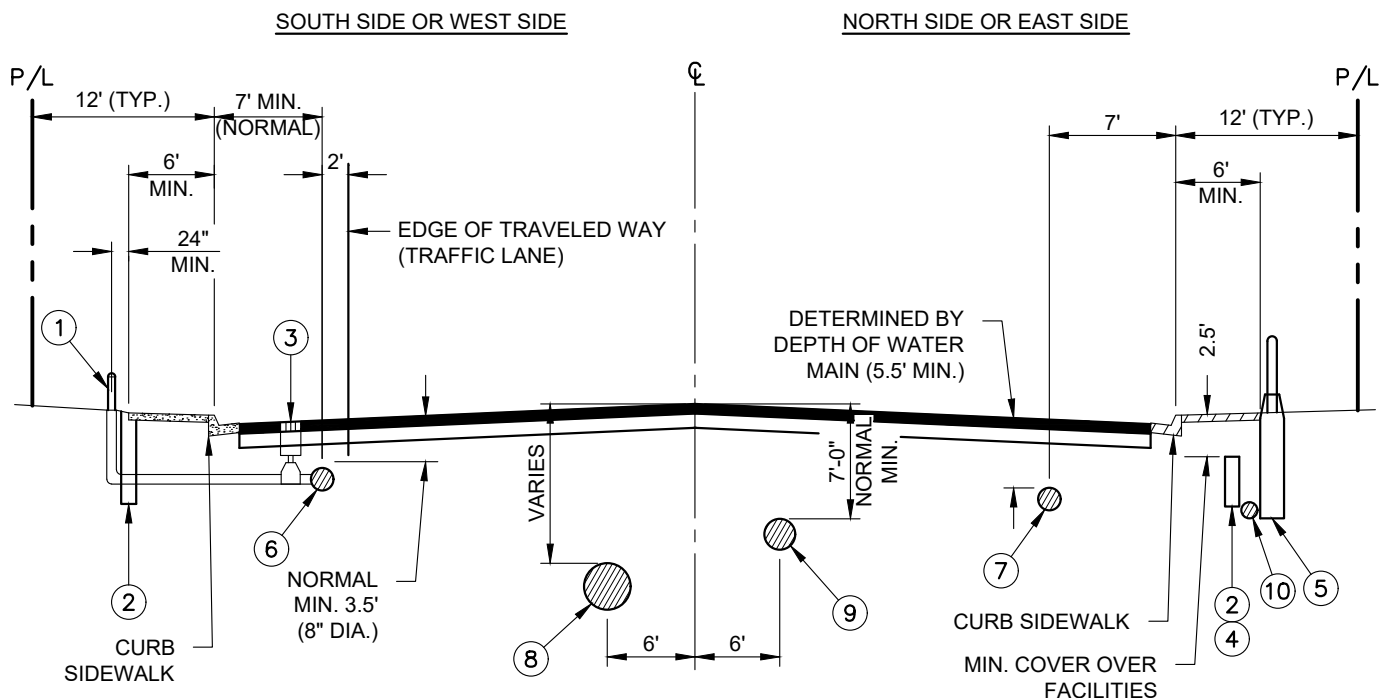 SOUTH SIDE OR WEST SIDE
NORTH SIDE OR EAST SIDE
P/L
℄
P/L
12' (TYP.)
7' MIN.
(NORMAL)
7'
12' (TYP.)
6'
MIN.
2'
6'
MIN.
24"
MIN.
EDGE OF TRAVELED WAY
(TRAFFIC LANE)
1
3
DETERMINED BY
DEPTH OF WATER
MAIN (5.5' MIN.)
2.5'
VARIES
7'-0"
NORMAL
MIN.
6
7
2
NORMAL
MIN. 3.5'
(8" DIA.)
9
2
4
10
5
CURB
SIDEWALK
8
6'
6'
CURB SIDEWALK
MIN. COVER OVER
FACILITIES